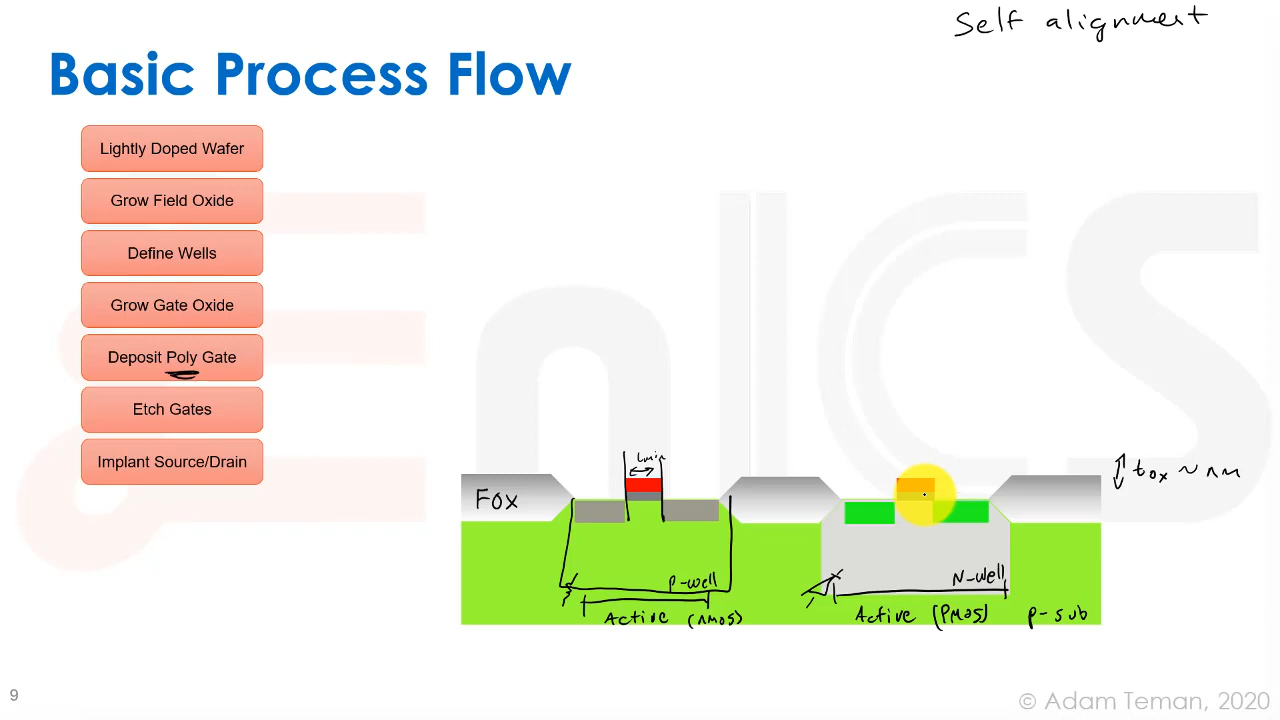 Self alignment
Basic Process Flow
Lightly Doped Wafer
Grow Field Oxide
Define Wells
Grow Gate Oxide
Deposit Poly Gate
Etch Gates
Implant Source/Drain
EnICS
Lmin
tox ~ nm
Fox
P-well
N-well
Active (nmos)
Active (PMOS)
p-sub
9
© Adam Teman, 2020